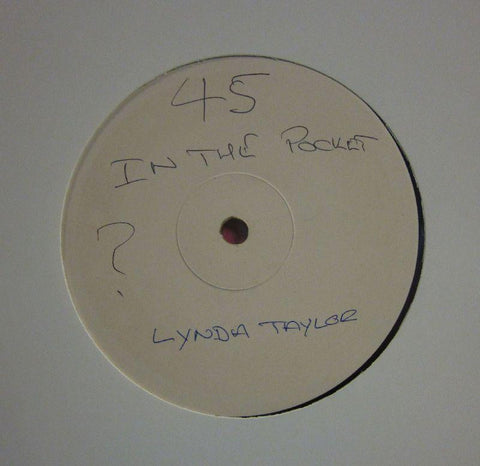 45
IN THE POCKET
?
LYNDA TAYLOR